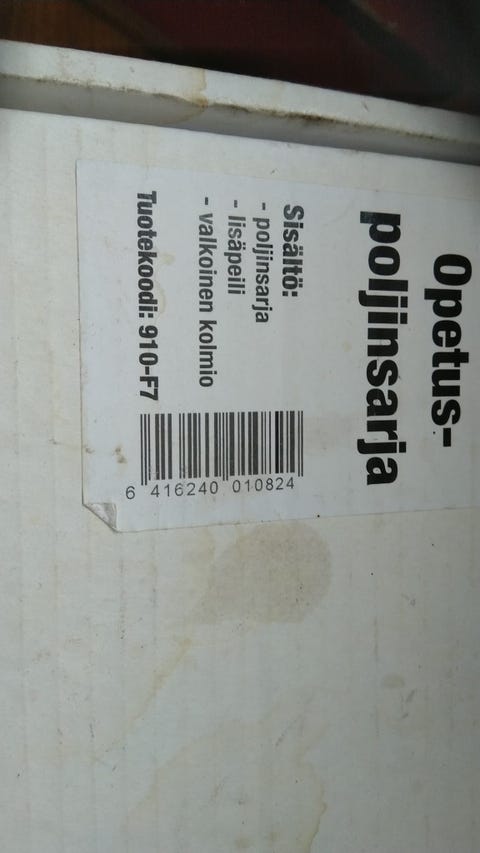 Opetus-
poljinsarja
Sisältö:
- poljinsarja
- lisäpeili
- valkoinen kolmio
Tuotekoodi: 910-F7
6 416240 010824